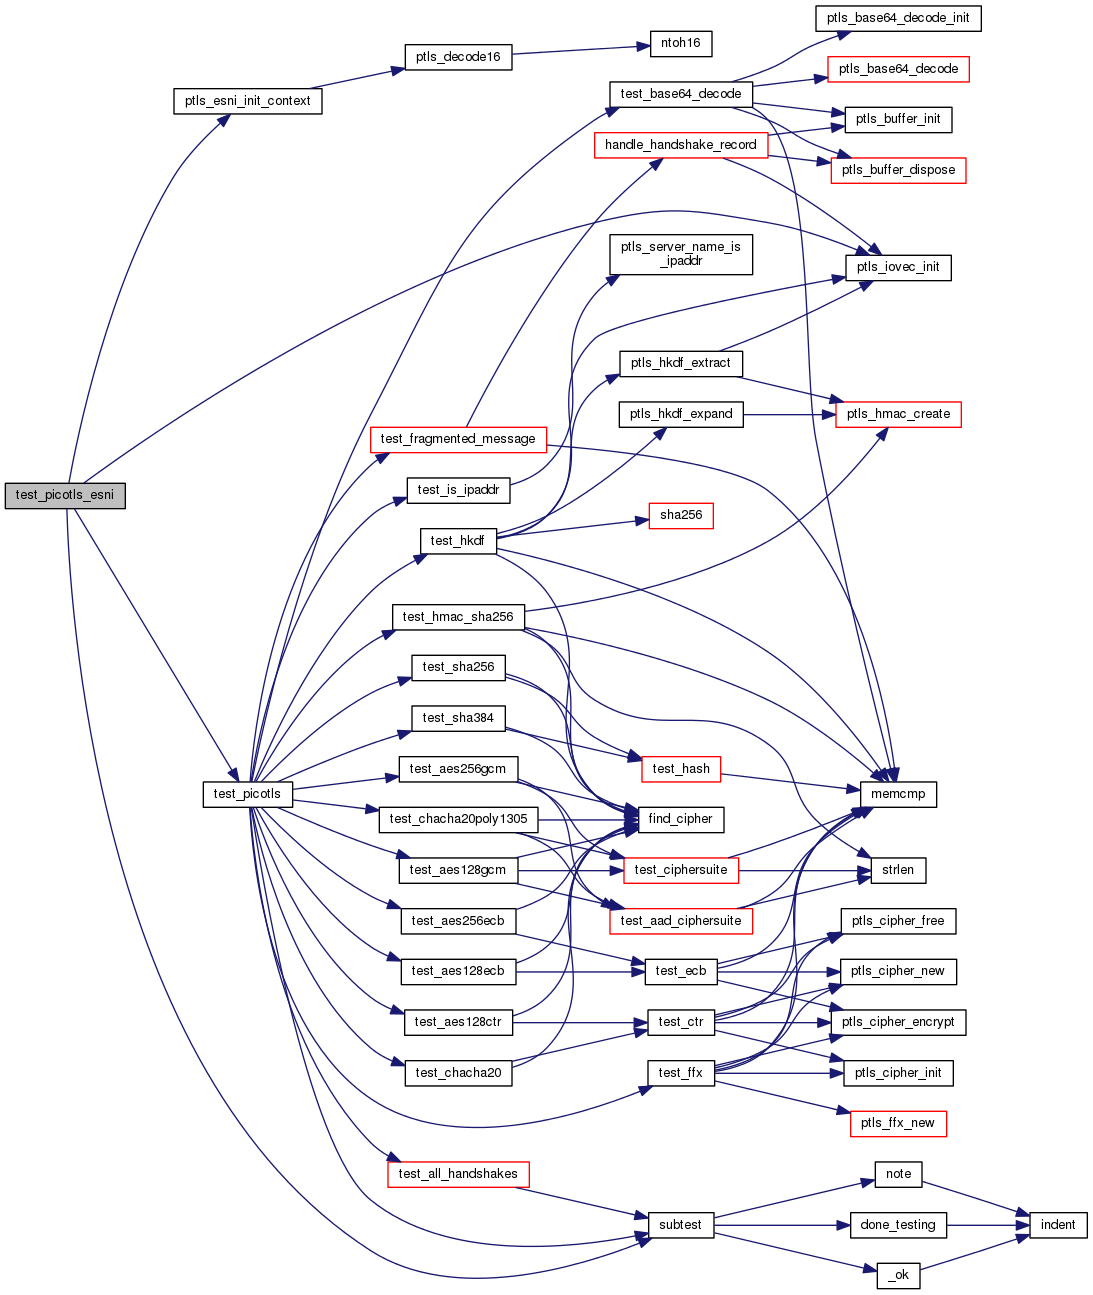 ptls_base64_decode_init
ntoh16
ptls_decode16
ptls_base64_decode
test_base64_decode
ptls_esni_init_context
ptls_buffer_init
handle_handshake_record
ptls_buffer_dispose
ptls_server_name_is
_ipaddr
ptls_iovec_init
ptls_hkdf_extract
ptls_hkdf_expand
ptls_hmac_create
test_fragmented_message
test_is_ipaddr
test_picotls_esni
sha256
test_hkdf
test_hmac_sha256
test_sha256
test_sha384
test_aes256gcm
test_hash
test_picotls
memcmp
test_chacha20poly1305
find_cipher
test_aes128gcm
test_ciphersuite
strlen
test_aes256ecb
test_aad_ciphersuite
ptls_cipher_free
test_aes128ecb
test_ecb
ptls_cipher_new
test_aes128ctr
test_ctr
ptls_cipher_encrypt
test_chacha20
test_ffx
ptls_cipher_init
ptls_ffx_new
test_all_handshakes
note
subtest
done_testing
indent
_ok